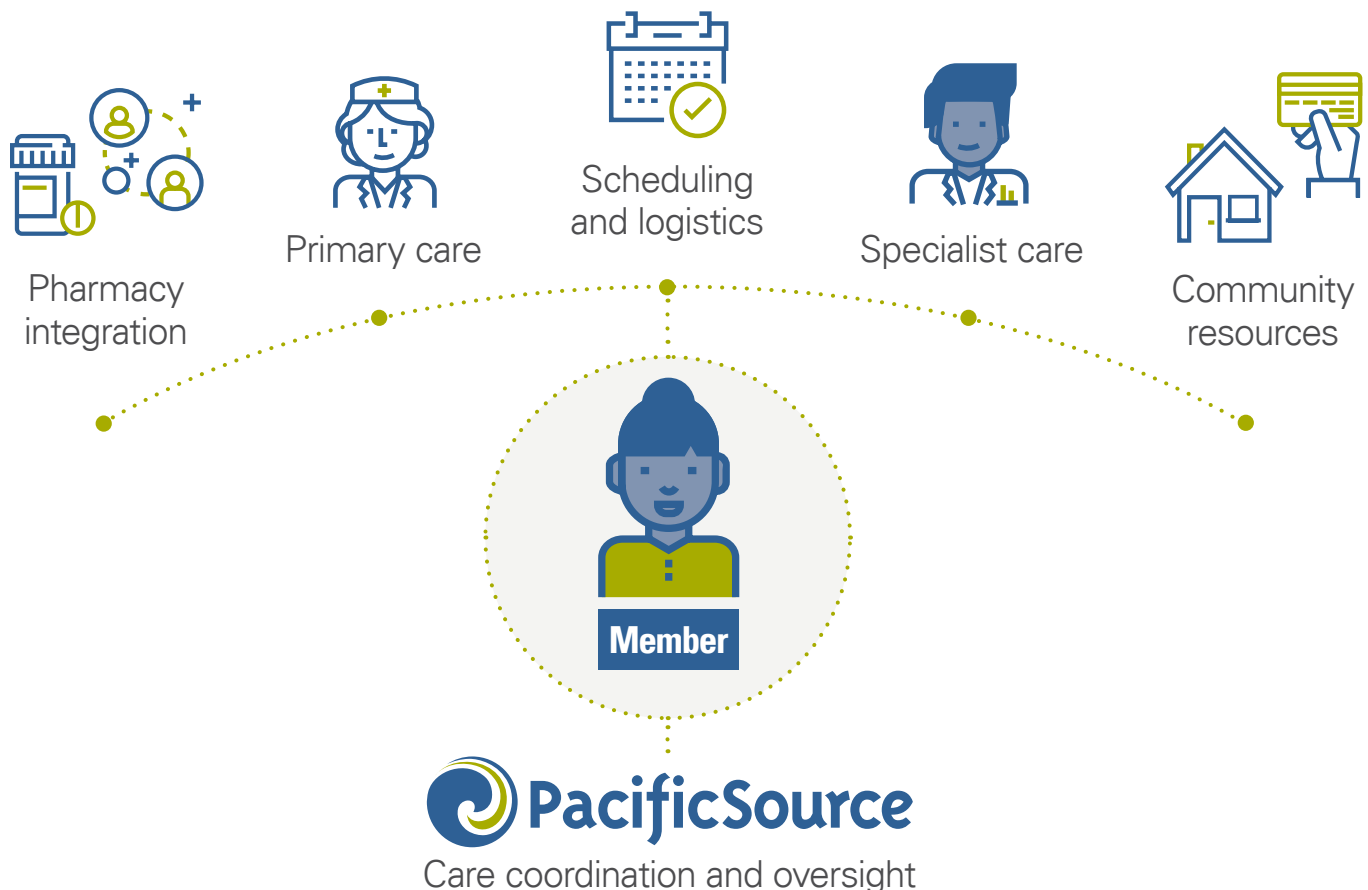 Pharmacy
integration
Primary care
Scheduling
and logistics
Specialist care
Community
resources
Member
PacificSource
Care coordination and oversight